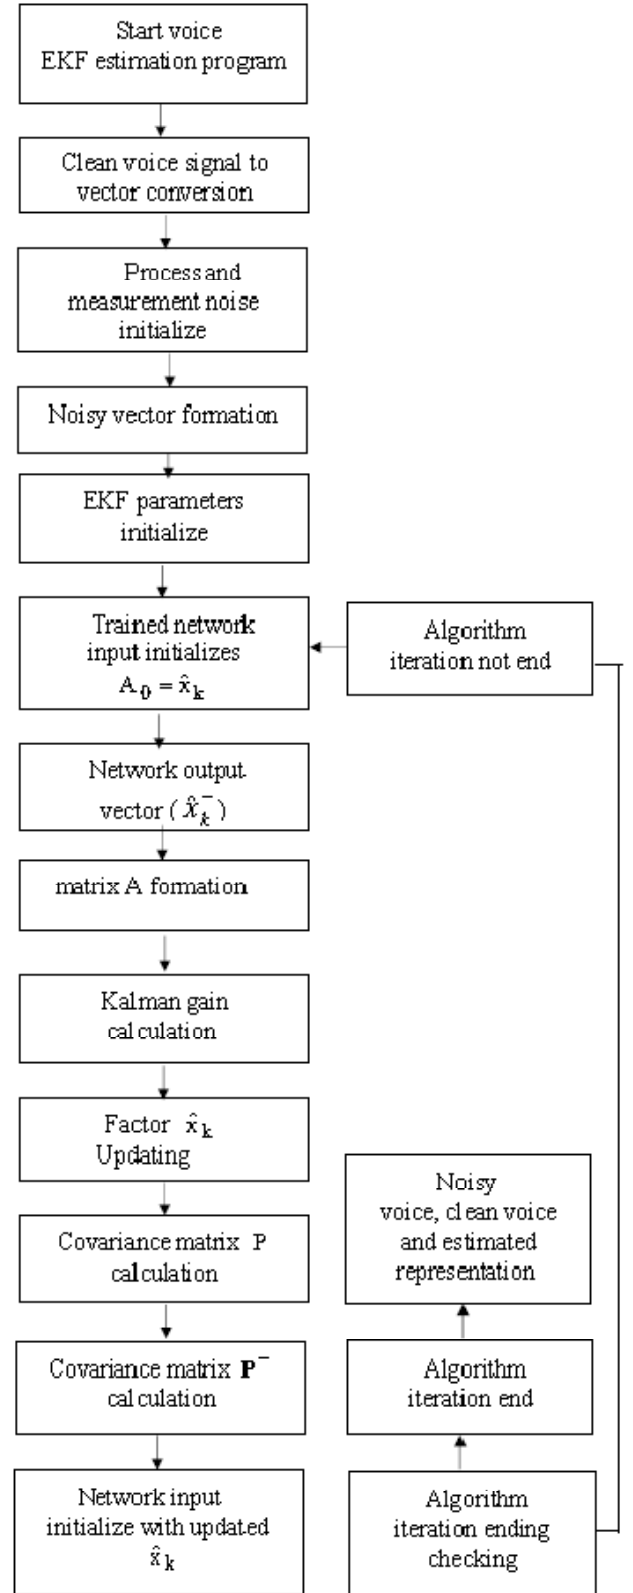 Start voice
EKF estimation program
Clean voice signal to
vector conversion
Process and
measurement noise
initialize
Noisy vector formation
EKF parameters
initialize
Trained network
input initializes
A₀ = x̂ₖ
Algorithm
iteration not end
Network output
vector ( x̂ₖ⁻ )
matrix A formation
Kalman gain
calculation
Factor x̂ₖ
Updating
Covariance matrix P
calculation
Covariance matrix P⁻
calculation
Network input
initialize with updated
x̂ₖ
Noisy
voice, clean voice
and estimated
representation
Algorithm
iteration end
Algorithm
iteration ending
checking